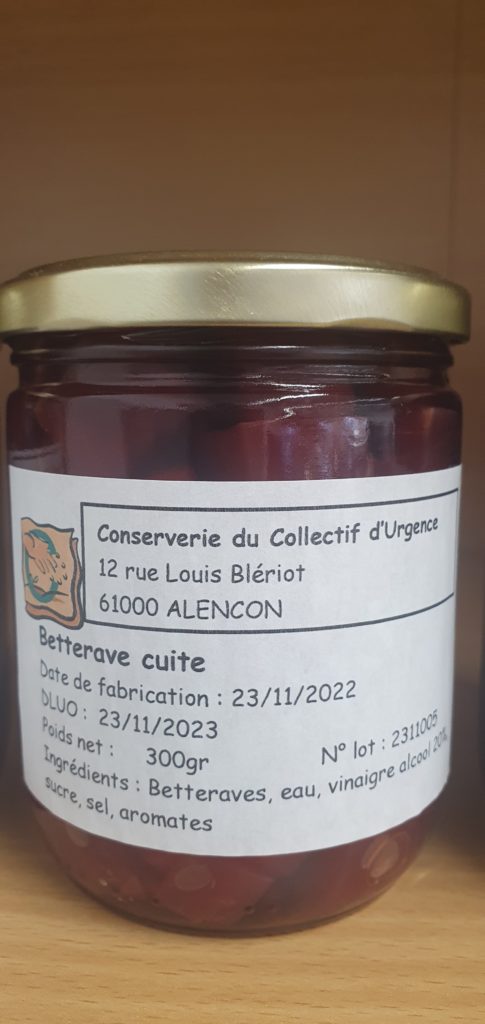 Conserverie du Collectif d'Urgence
12 rue Louis Blériot
61000 ALENCON
Betterave cuite
Date de fabrication : 23/11/2022
DLUO : 23/11/2023
Poids net : 300gr
N° lot : 2311005
Ingrédients : Betteraves, eau, vinaigre alcool 20%,
sucre, sel, aromates